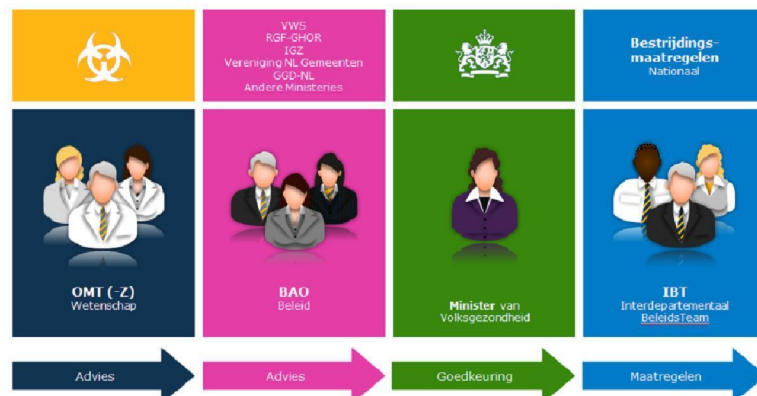 VWS
RGF-GHOR
IGZ
Vereniging NL Gemeenten
GGD-NL
Andere Ministeries
Bestrijdings-
maatregelen
Nationaal
OMT (-Z)
Wetenschap
BAO
Beleid
Minister van
Volksgezondheid
IBT
Interdepartementaal
BeleidsTeam
Advies
Advies
Goedkeuring
Maatregelen